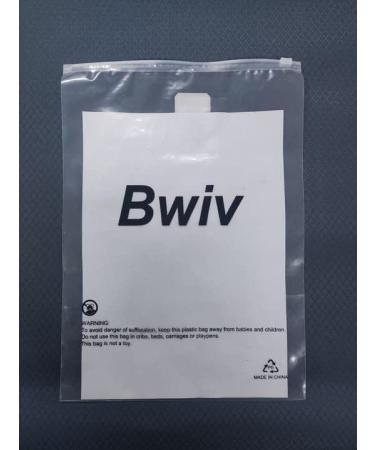 Bwiv
WARNING:
To avoid danger of suffocation, keep this plastic bag away from babies and children.
Do not use this bag in cribs, beds, carriages or playpens.
This bag is not a toy.
MADE IN CHINA